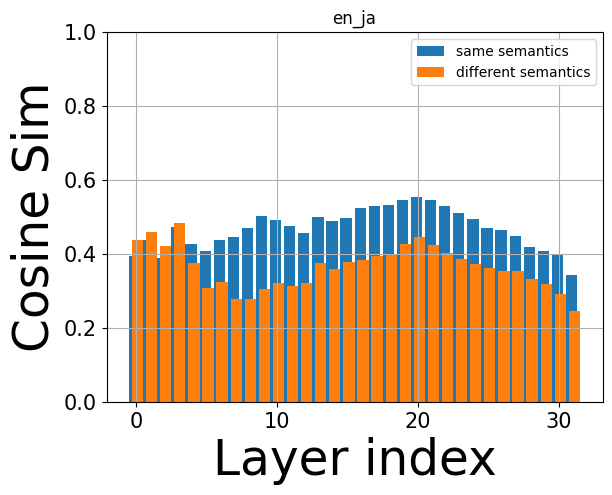 en_ja
same semantics
different semantics
Cosine Sim
1.0
0.8
0.6
0.4
0.2
0.0
0 10 20 30
Layer index